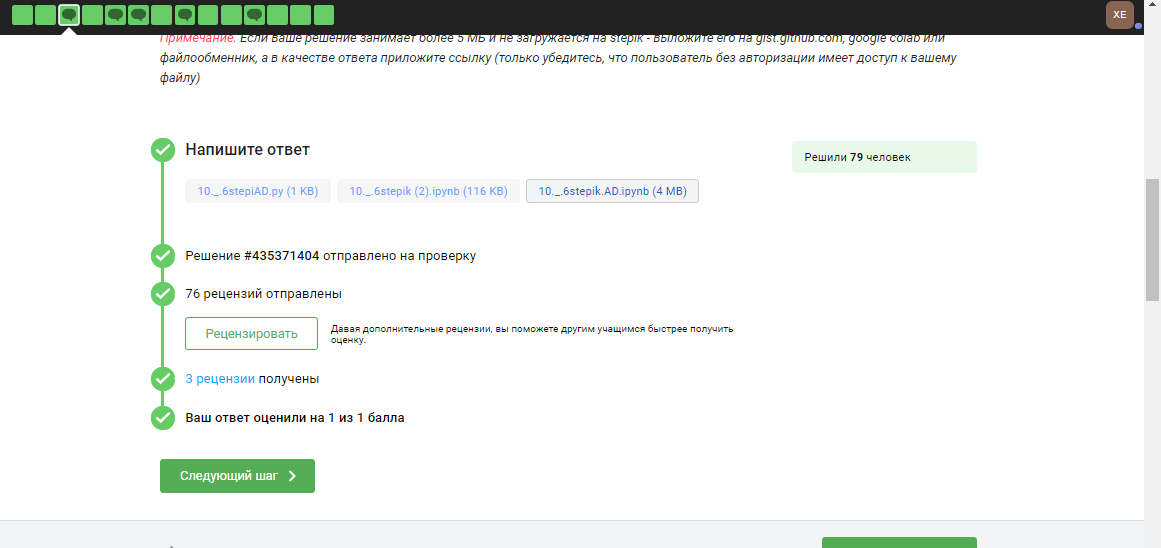 XE
Примечание. Если ваше решение занимает более 5 МБ и не загружается на stepik - выложите его на gist.github.com, google colab или
файлообменник, а в качестве ответа приложите ссылку (только убедитесь, что пользователь без авторизации имеет доступ к вашему
файлу)
Напишите ответ
Решили 79 человек
10._.6stepiAD.py (1 KB)
10._.6stepik (2).ipynb (116 KB)
10._.6stepik.AD.ipynb (4 MB)
Решение #435371404 отправлено на проверку
76 рецензий отправлены
Рецензировать
Давая дополнительные рецензии, вы поможете другим учащимся быстрее получить
оценку.
3 рецензии получены
Ваш ответ оценили на 1 из 1 балла
Следующий шаг